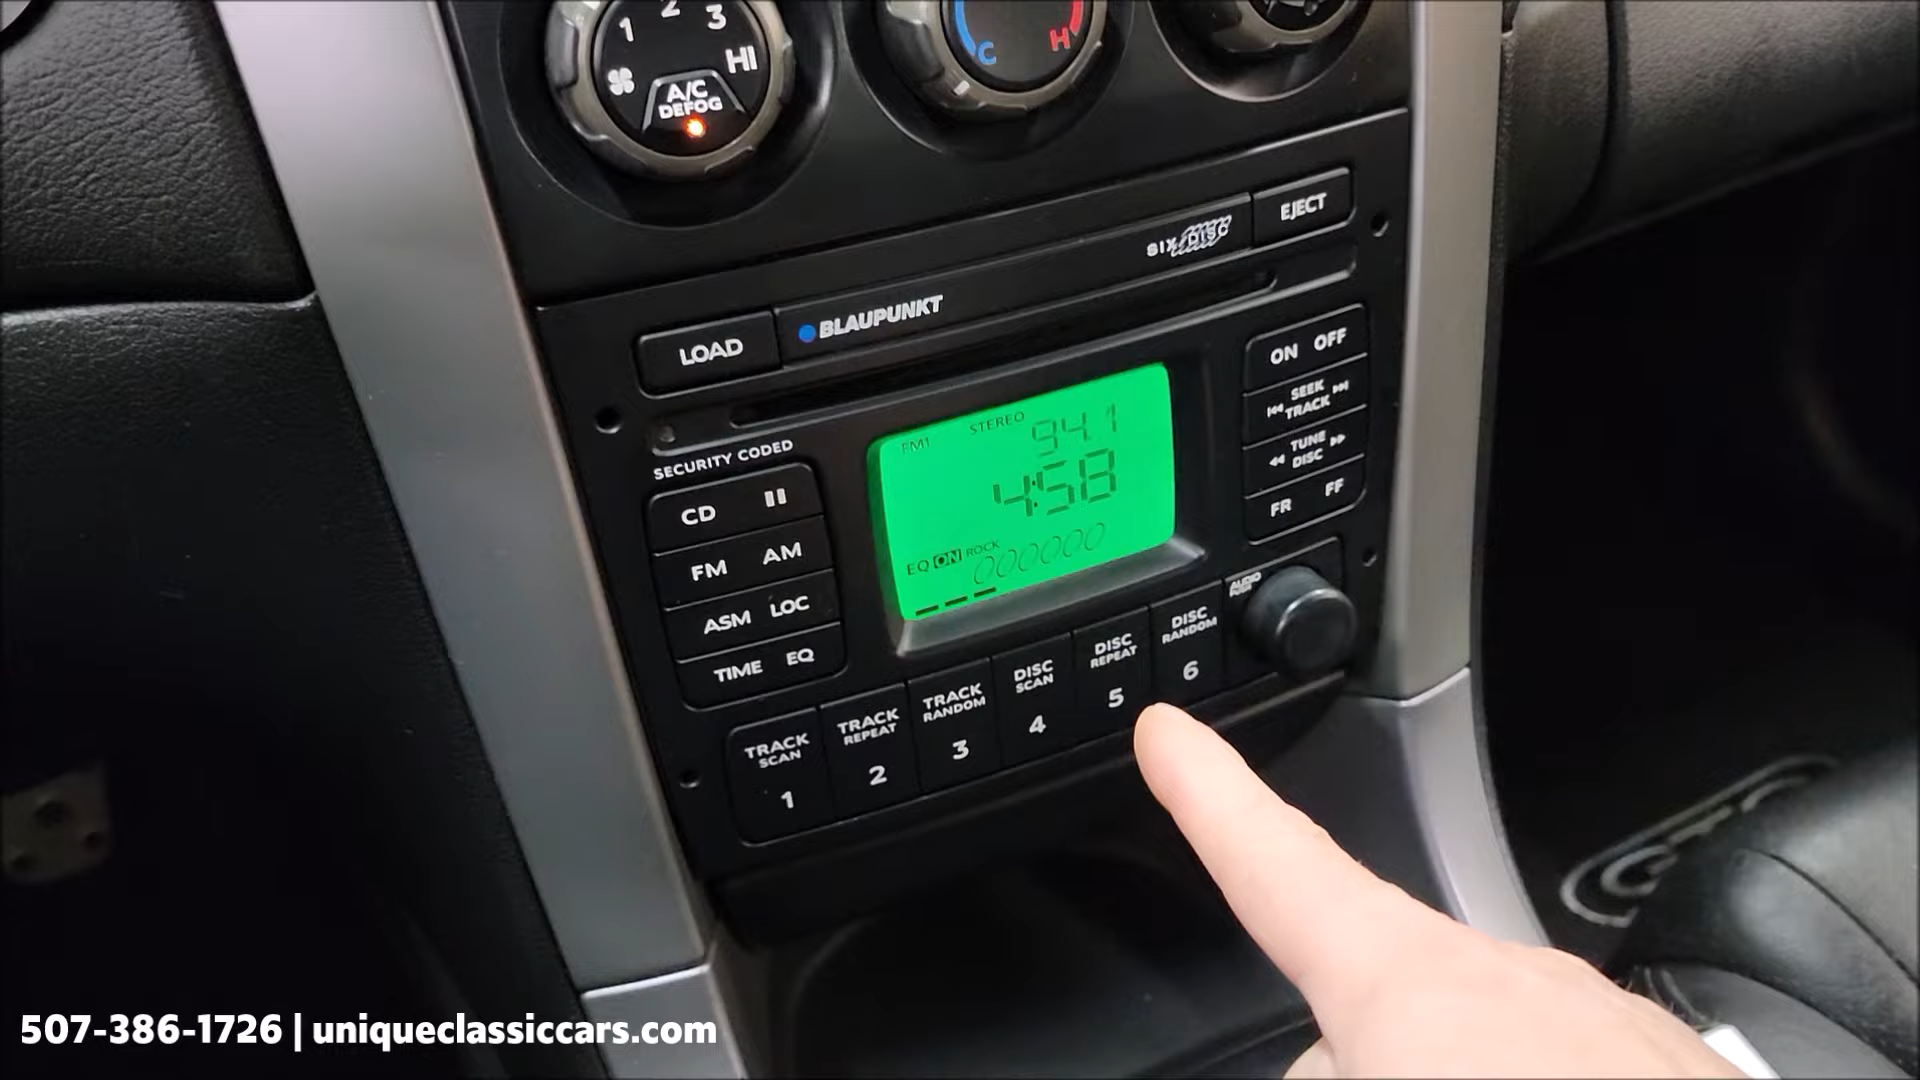 1 2 3
HI
A/C
DEFOG
C H
SIX DISC
EJECT
LOAD
BLAUPUNKT
ON OFF
SEEK
TRACK
TUNE
DISC
FR FF
SECURITY CODED
CD
FM AM
ASM LOC
TIME EQ
FM1 STEREO 94.1
4:58
EQ ON ROCK
AUDIO
PUSH
TRACK
SCAN
1
TRACK
REPEAT
2
TRACK
RANDOM
3
DISC
SCAN
4
DISC
REPEAT
5
DISC
RANDOM
6
507-386-1726 | uniqueclassiccars.com